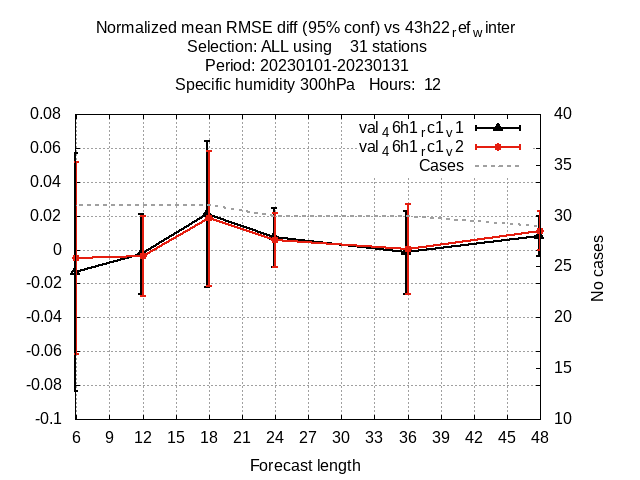 Normalized mean RMSE diff (95% conf) vs 43h22refwinter
Selection: ALL using 31 stations
Period: 20230101-20230131
Specific humidity 300hPa Hours: 12
0.08
0.06
0.04
0.02
0
-0.02
-0.04
-0.06
-0.08
-0.1
val46h1rc1v1
val46h1rc1v2
Cases
40
35
30
25
20
15
10
No cases
6 9 12 15 18 21 24 27 30 33 36 39 42 45 48
Forecast length